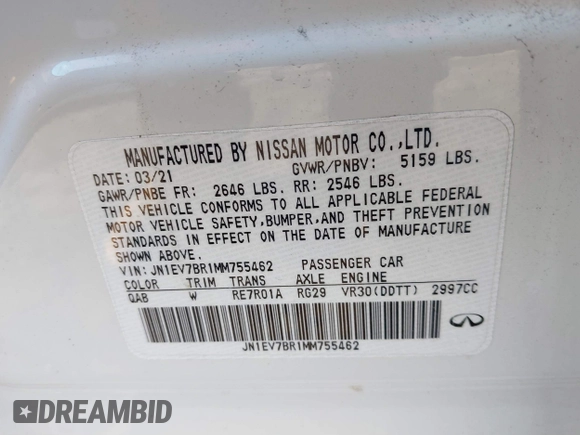 MANUFACTURED BY NISSAN MOTOR CO.,LTD.
DATE: 03/21 GVWR/PNBV: 5159 LBS.
GAWR/PNBE FR: 2646 LBS. RR: 2546 LBS.
THIS VEHICLE CONFORMS TO ALL APPLICABLE FEDERAL
MOTOR VEHICLE SAFETY,BUMPER,AND THEFT PREVENTION
STANDARDS IN EFFECT ON THE DATE OF MANUFACTURE
SHOWN ABOVE.
VIN: JN1EV7BR1MM755462 PASSENGER CAR
COLOR TRIM TRANS AXLE ENGINE
QAB W RE7R01A RG29 VR30(DDTT) 2997CC
JN1EV7BR1MM755462
DREAMBID